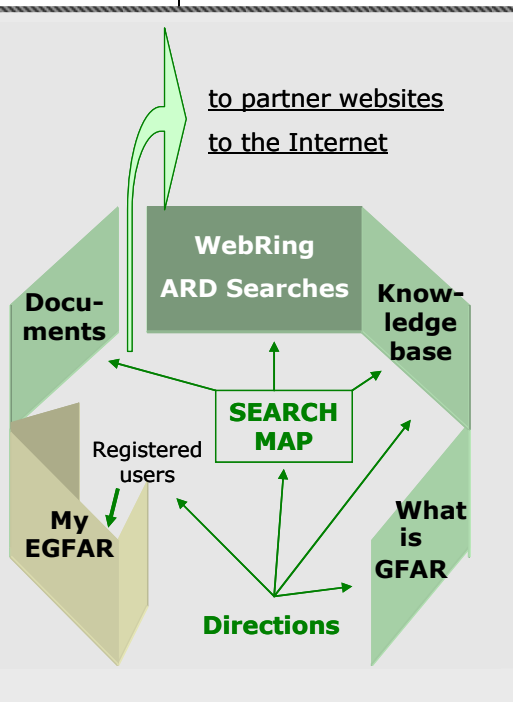 to partner websites
to the Internet
WebRing
ARD Searches
Docu-
ments
Know-
ledge
base
SEARCH
MAP
Registered
users
My
EGFAR
What
is
GFAR
Directions